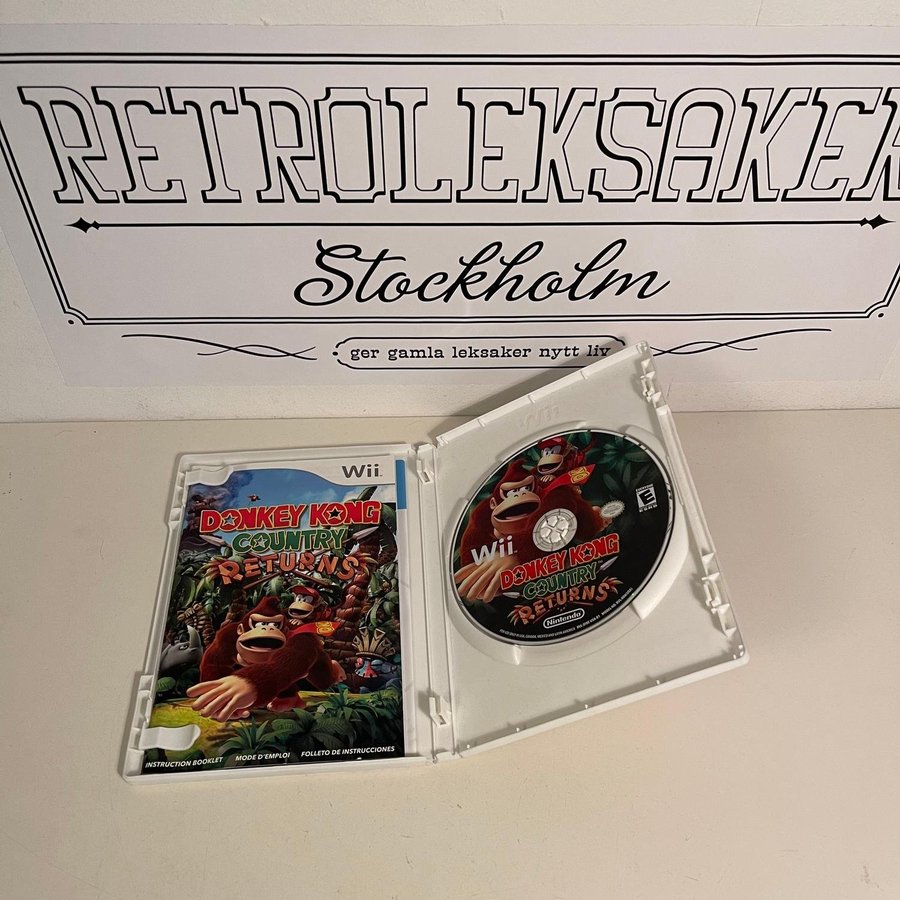 RETROLEKSAKER
Stockholm
ger gamla leksaker nytt liv
Wii
Wii
DONKEY KONG
COUNTRY
RETURNS
INSTRUCTION BOOKLET MODE D'EMPLOI FOLLETO DE INSTRUCCIONES
E
Wii
DONKEY KONG
COUNTRY
RETURNS
Nintendo